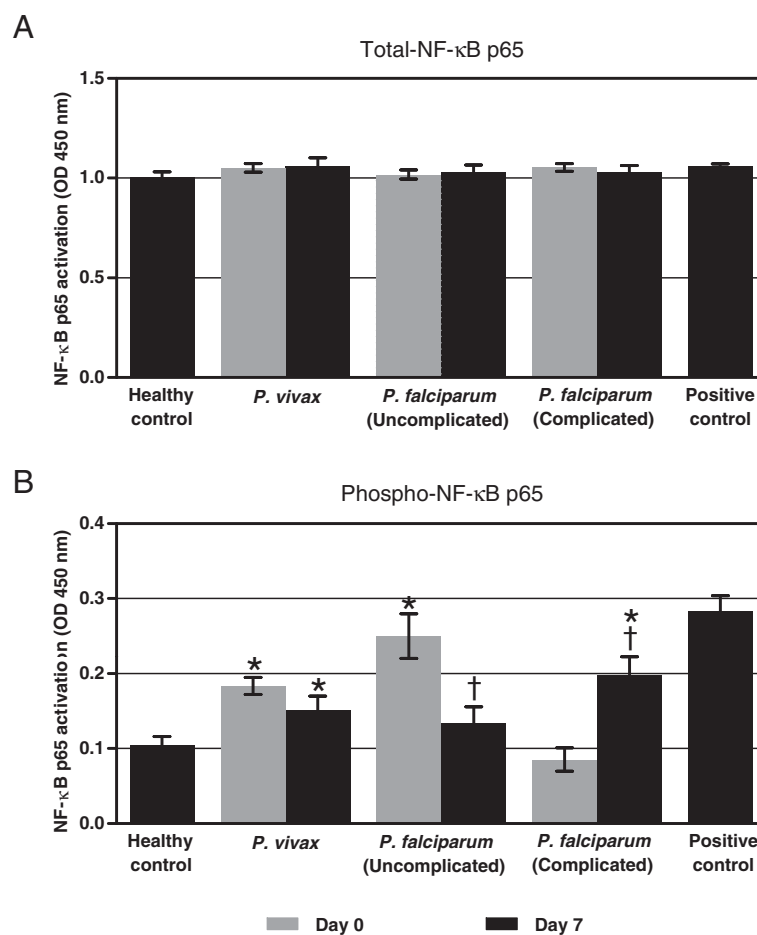 A
Total-NF-κB p65
NF-κB p65 activation (OD 450 nm)
1.5
1.0
0.5
0.0
Healthy
control
P. vivax
P. falciparum
(Uncomplicated)
P. falciparum
(Complicated)
Positive
control
B
Phospho-NF-κB p65
NF-κB p65 activatio›n (OD 450 nm)
0.4
0.3
0.2
0.1
0.0
*
*
*
†
*
†
Healthy
control
P. vivax
P. falciparum
(Uncomplicated)
P. falciparum
(Complicated)
Positive
control
Day 0
Day 7